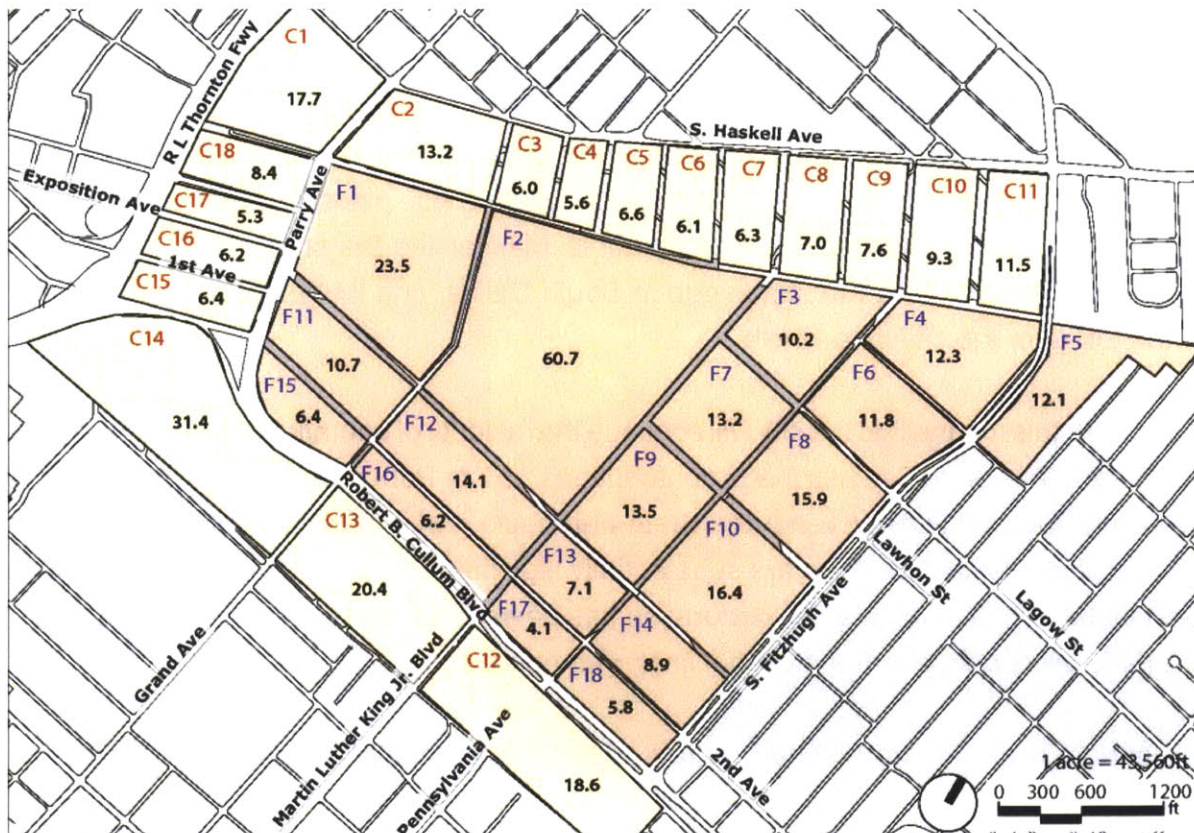 C1
17.7
R L Thornton Fwy
C2
13.2
S. Haskell Ave
C3
6.0
C4
5.6
C5
6.6
C6
6.1
C7
6.3
C8
7.0
C9
7.6
C10
9.3
C11
11.5
C18
8.4
Exposition Ave
C17
5.3
C16
6.2
1st Ave
C15
6.4
Parry Ave
F1
23.5
F2
60.7
F3
10.2
F4
12.3
F5
12.1
C14
31.4
F11
10.7
F15
6.4
F12
14.1
F7
13.2
F6
11.8
F8
15.9
F9
13.5
F10
16.4
F16
6.2
Robert B. Cullum Blvd
C13
20.4
F13
7.1
F17
4.1
F14
8.9
F18
5.8
C12
18.6
Grand Ave
Martin Luther King Jr. Blvd
Pennsylvania Ave
2nd Ave
S. Fitzhugh Ave
Lawhon St
Lagow St
1 acre = 43,560ft
0 300 600 1200
ft